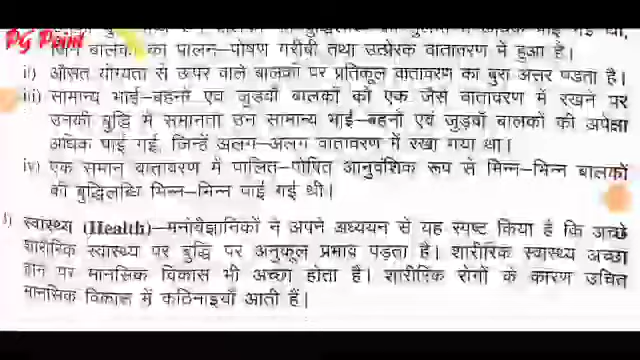 PG Point
जिन बालकों का पालन–पोषण गरीबी तथा उत्प्रेरक वातावरण में हुआ है।
ii) औसत योग्यता से ऊपर वाले बालकों पर प्रतिकूल वातावरण का बुरा असर पड़ता है।
iii) सामान्य भाई–बहनों एवं जुड़वाँ बालकों को एक जैसे वातावरण में रखने पर
उनकी बुद्धि में समानता उन सामान्य भाई–बहनों एवं जुड़वाँ बालकों की अपेक्षा
अधिक पाई गई, जिन्हें अलग–अलग वातावरण में रखा गया था।
iv) एक समान वातावरण में पालित–पोषित आनुवंशिक रूप से भिन्न–भिन्न बालकों
की बुद्धिलब्धि भिन्न–भिन्न पाई गई थी।
स्वास्थ्य (Health)–मनोवैज्ञानिकों ने अपने अध्ययन से यह स्पष्ट किया है कि अच्छे
शारीरिक स्वास्थ्य पर बुद्धि पर अनुकूल प्रभाव पड़ता है। शारीरिक स्वास्थ्य अच्छा
होने पर मानसिक विकास भी अच्छा होता है। शारीरिक रोगों के कारण उचित
मानसिक विकास में कठिनाइयाँ आती हैं।